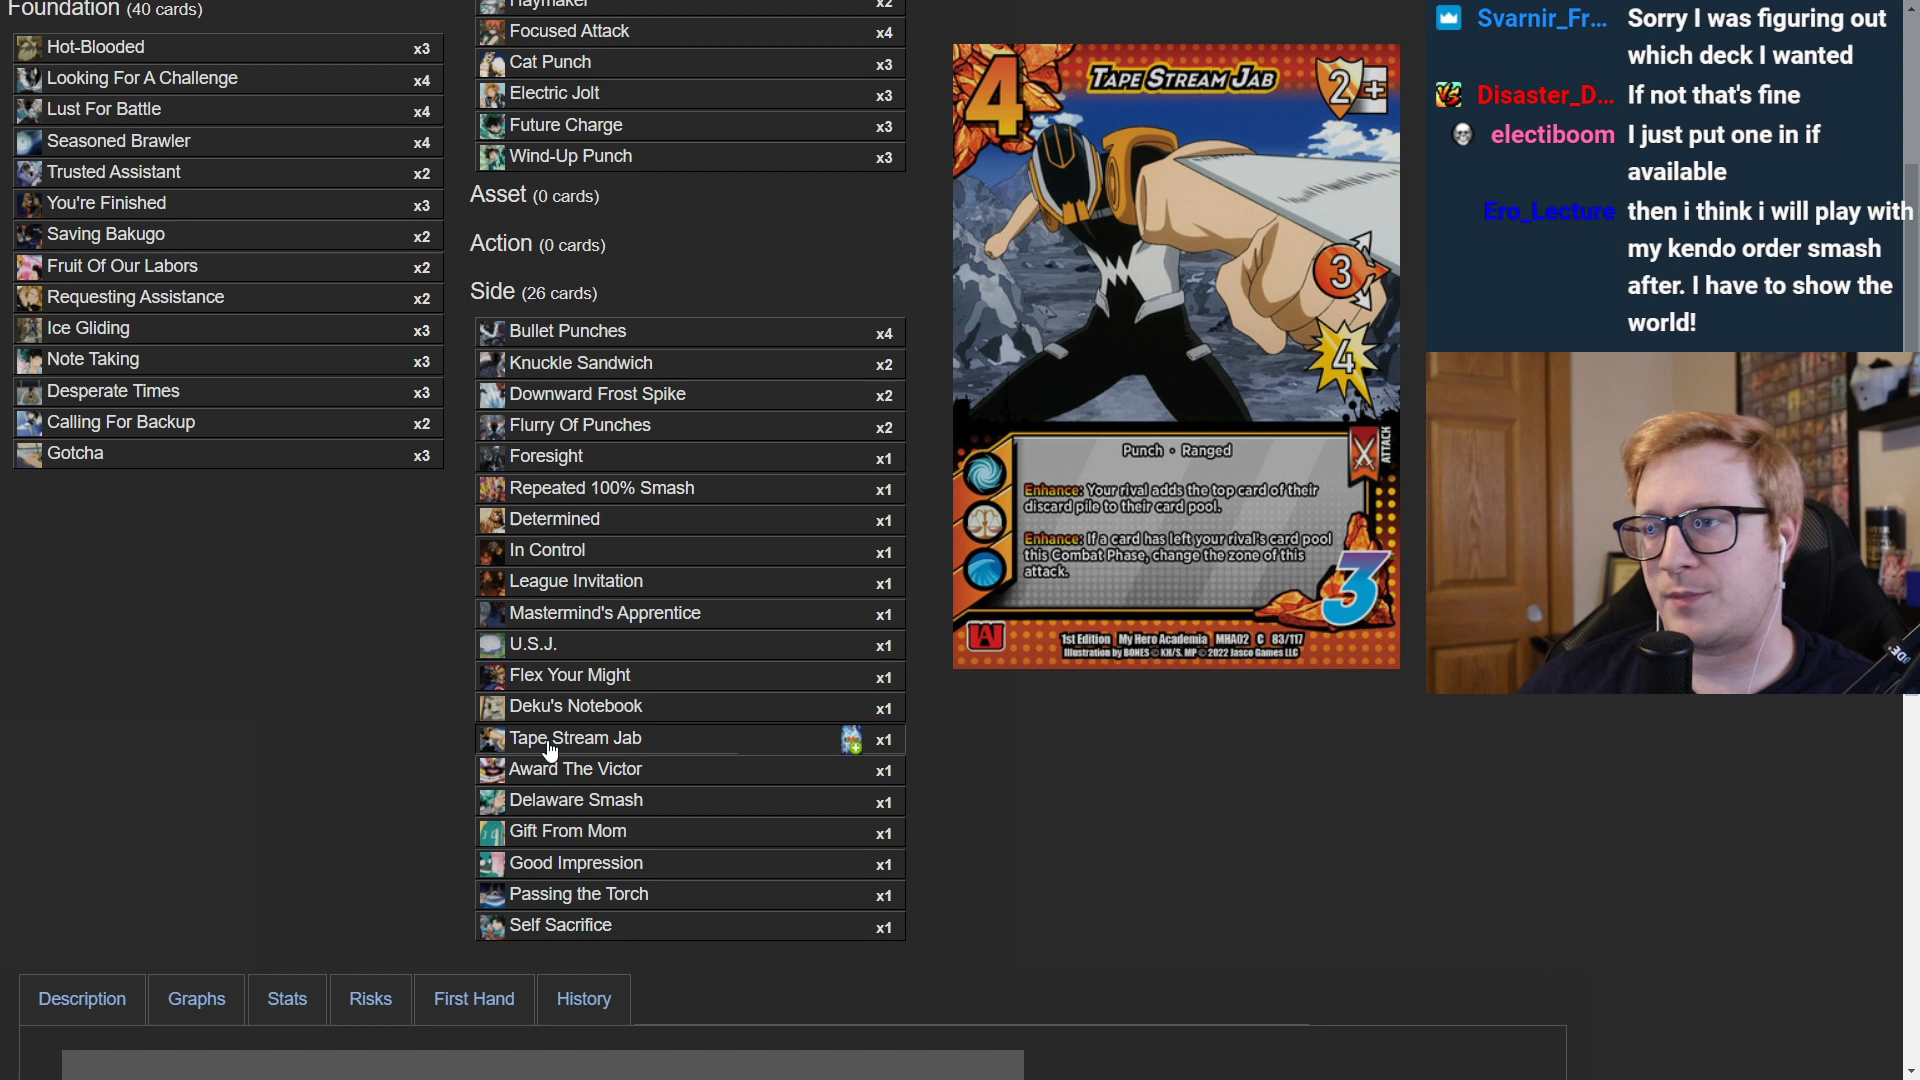 Foundation (40 cards)
Hot-Blooded x3
Looking For A Challenge x4
Lust For Battle x4
Seasoned Brawler x4
Trusted Assistant x2
You're Finished x3
Saving Bakugo x2
Fruit Of Our Labors x2
Requesting Assistance x2
Ice Gliding x3
Note Taking x3
Desperate Times x3
Calling For Backup x2
Gotcha x3
Haymaker x2
Focused Attack x4
Cat Punch x3
Electric Jolt x3
Future Charge x3
Wind-Up Punch x3
Asset (0 cards)
Action (0 cards)
Side (26 cards)
Bullet Punches x4
Knuckle Sandwich x2
Downward Frost Spike x2
Flurry Of Punches x2
Foresight x1
Repeated 100% Smash x1
Determined x1
In Control x1
League Invitation x1
Mastermind's Apprentice x1
U.S.J. x1
Flex Your Might x1
Deku's Notebook x1
Tape Stream Jab x1
Award The Victor x1
Delaware Smash x1
Gift From Mom x1
Good Impression x1
Passing the Torch x1
Self Sacrifice x1
Description Graphs Stats Risks First Hand History
4 TAPE STREAM JAB 2+
3
4
ATTACK
Punch • Ranged
Enhance: Your rival adds the top card of their
discard pile to their card pool.
Enhance: If a card has left your rival's card pool
this Combat Phase, change the zone of this
attack.
3
1st Edition My Hero Academia MHA02 C 83/117
Illustration by BONES © KH/S. MP © 2022 Jasco Games LLC
Svarnir_Fr... Sorry I was figuring out
which deck I wanted
Disaster_D... If not that's fine
electiboom I just put one in if
available
Ero_Lecture then i think i will play with
my kendo order smash
after. I have to show the
world!